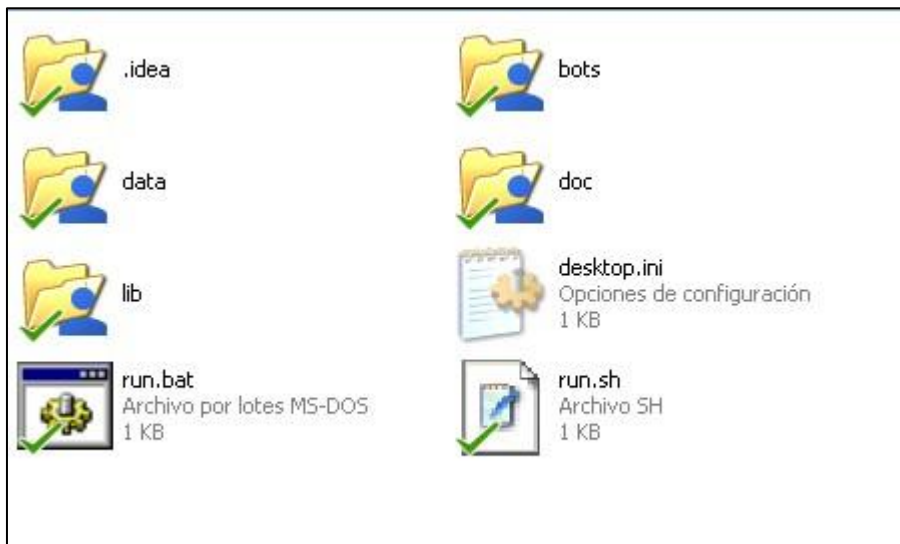 .idea
bots
data
doc
lib
desktop.ini
Opciones de configuración
1 KB
run.bat
Archivo por lotes MS-DOS
1 KB
run.sh
Archivo SH
1 KB